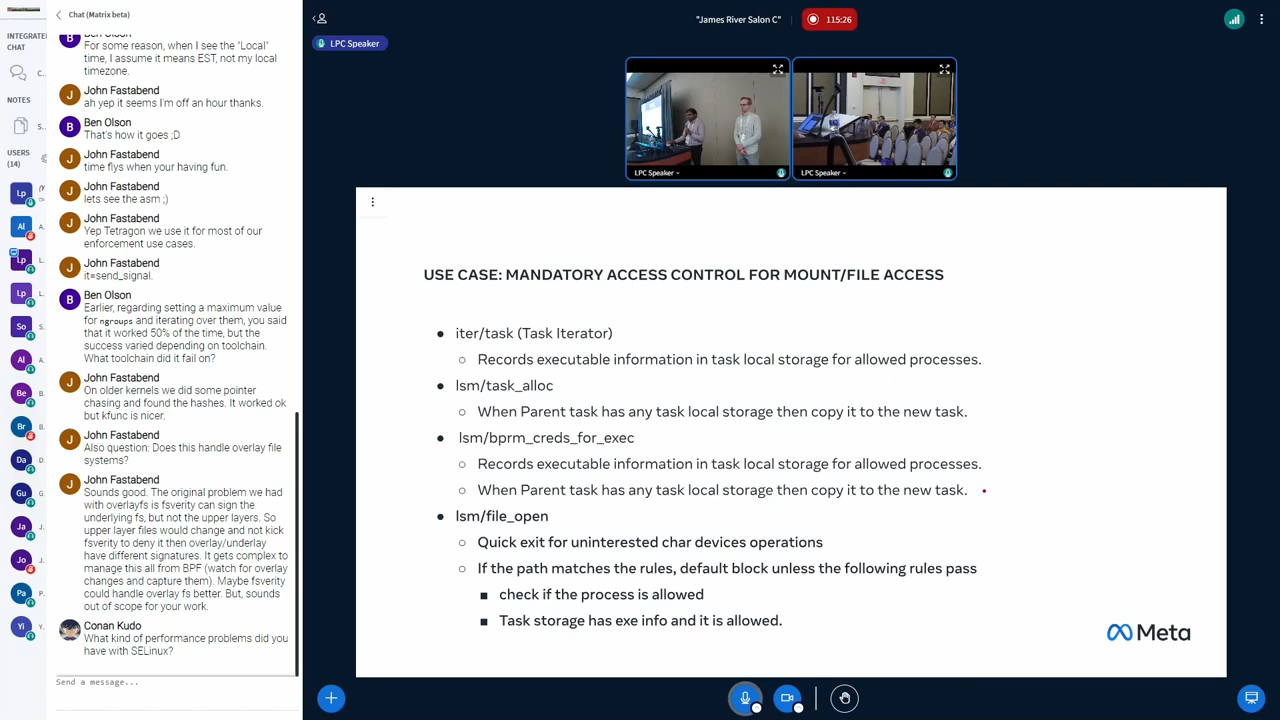 INTEGRATE
CHAT
C..
NOTES
S..
USERS
(14)
Lp
Al
Lp
Lp
So
Al
Be
Br
Da
Gu
Ja
Jo
Pa
Yi
Chat (Matrix beta)
Ben Olson
For some reason, when I see the "Local"
time, I assume it means EST, not my local
timezone.
John Fastabend
ah yep it seems I'm off an hour thanks.
Ben Olson
That's how it goes ;D
John Fastabend
time flys when your having fun.
John Fastabend
lets see the asm ;)
John Fastabend
Yep Tetragon we use it for most of our
enforcement use cases.
John Fastabend
it=send_signal.
Ben Olson
Earlier, regarding setting a maximum value
for ngroups and iterating over them, you said
that it worked 50% of the time, but the
success varied depending on toolchain.
What toolchain did it fail on?
John Fastabend
On older kernels we did some pointer
chasing and found the hashes. It worked ok
but kfunc is nicer.
John Fastabend
Also question: Does this handle overlay file
systems?
John Fastabend
Sounds good. The original problem we had
with overlayfs is fsverity can sign the
underlying fs, but not the upper layers. So
upper layer files would change and not kick
fsverity to deny it then overlay/underlay
have different signatures. It gets complex to
manage this all from BPF (watch for overlay
changes and capture them). Maybe fsverity
could handle overlay fs better. But, sounds
out of scope for your work.
Conan Kudo
What kind of performance problems did you
have with SELinux?
Send a message...
"James River Salon C"
115:26
LPC Speaker
LPC Speaker
LPC Speaker
USE CASE: MANDATORY ACCESS CONTROL FOR MOUNT/FILE ACCESS
● iter/task (Task Iterator)
○ Records executable information in task local storage for allowed processes.
● lsm/task_alloc
○ When Parent task has any task local storage then copy it to the new task.
● lsm/bprm_creds_for_exec
○ Records executable information in task local storage for allowed processes.
○ When Parent task has any task local storage then copy it to the new task.
● lsm/file_open
○ Quick exit for uninterested char devices operations
○ If the path matches the rules, default block unless the following rules pass
■ check if the process is allowed
■ Task storage has exe info and it is allowed.
Meta